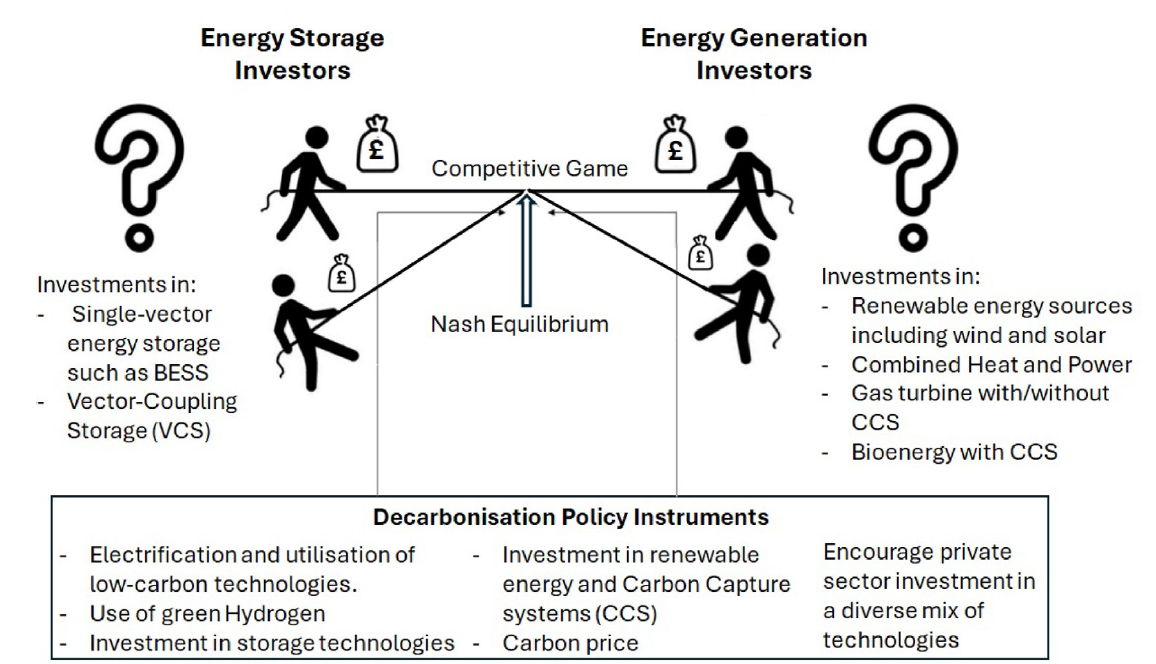 Energy Storage
Investors
Energy Generation
Investors
£
£
Competitive Game
£
£
Nash Equilibrium
Investments in:
- Single-vector
energy storage
such as BESS
- Vector-Coupling
Storage (VCS)
Investments in:
- Renewable energy sources
including wind and solar
- Combined Heat and Power
- Gas turbine with/without
CCS
- Bioenergy with CCS
Decarbonisation Policy Instruments
- Electrification and utilisation of
low-carbon technologies.
- Use of green Hydrogen
- Investment in storage technologies
- Investment in renewable
energy and Carbon Capture
systems (CCS)
- Carbon price
Encourage private
sector investment in
a diverse mix of
technologies